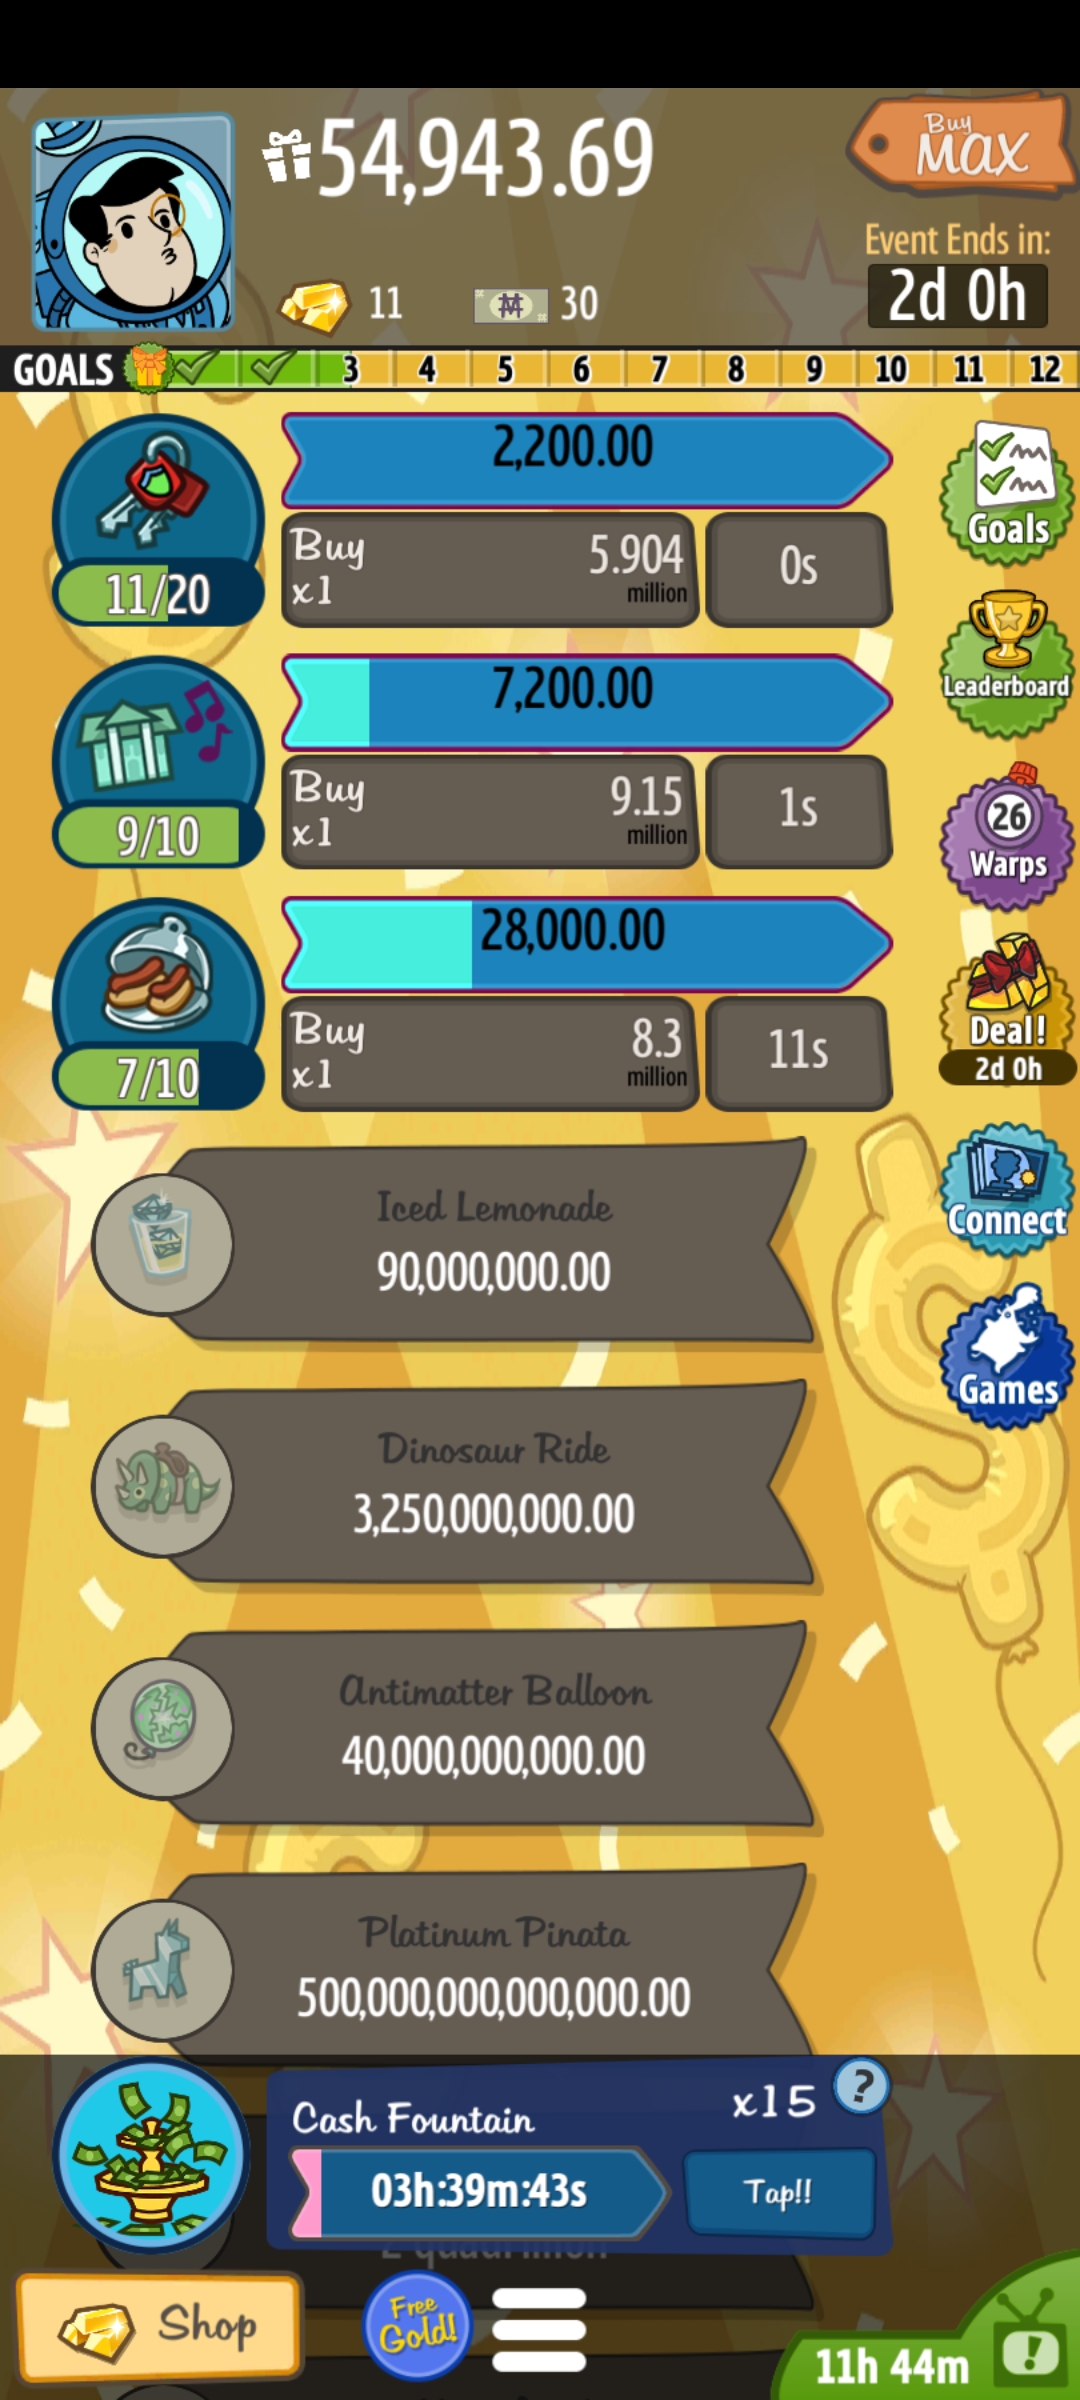 54,943.69
Buy
MAX
11
30
Event Ends in:
2d 0h
GOALS
3 4 5 6 7 8 9 10 11 12
2,200.00
Buy
x1
5.904
million
0s
11/20
Goals
7,200.00
Leaderboard
Buy
x1
9.15
million
1s
9/10
26
Warps
28,000.00
Buy
x1
8.3
million
11s
7/10
Deal!
2d 0h
Iced Lemonade
90,000,000.00
Connect
Dinosaur Ride
3,250,000,000.00
Games
Antimatter Balloon
40,000,000,000.00
Platinum Pinata
500,000,000,000,000.00
Cash Fountain
x15
?
03h:39m:43s
Tap!!
Shop
Free
Gold!
11h 44m
!